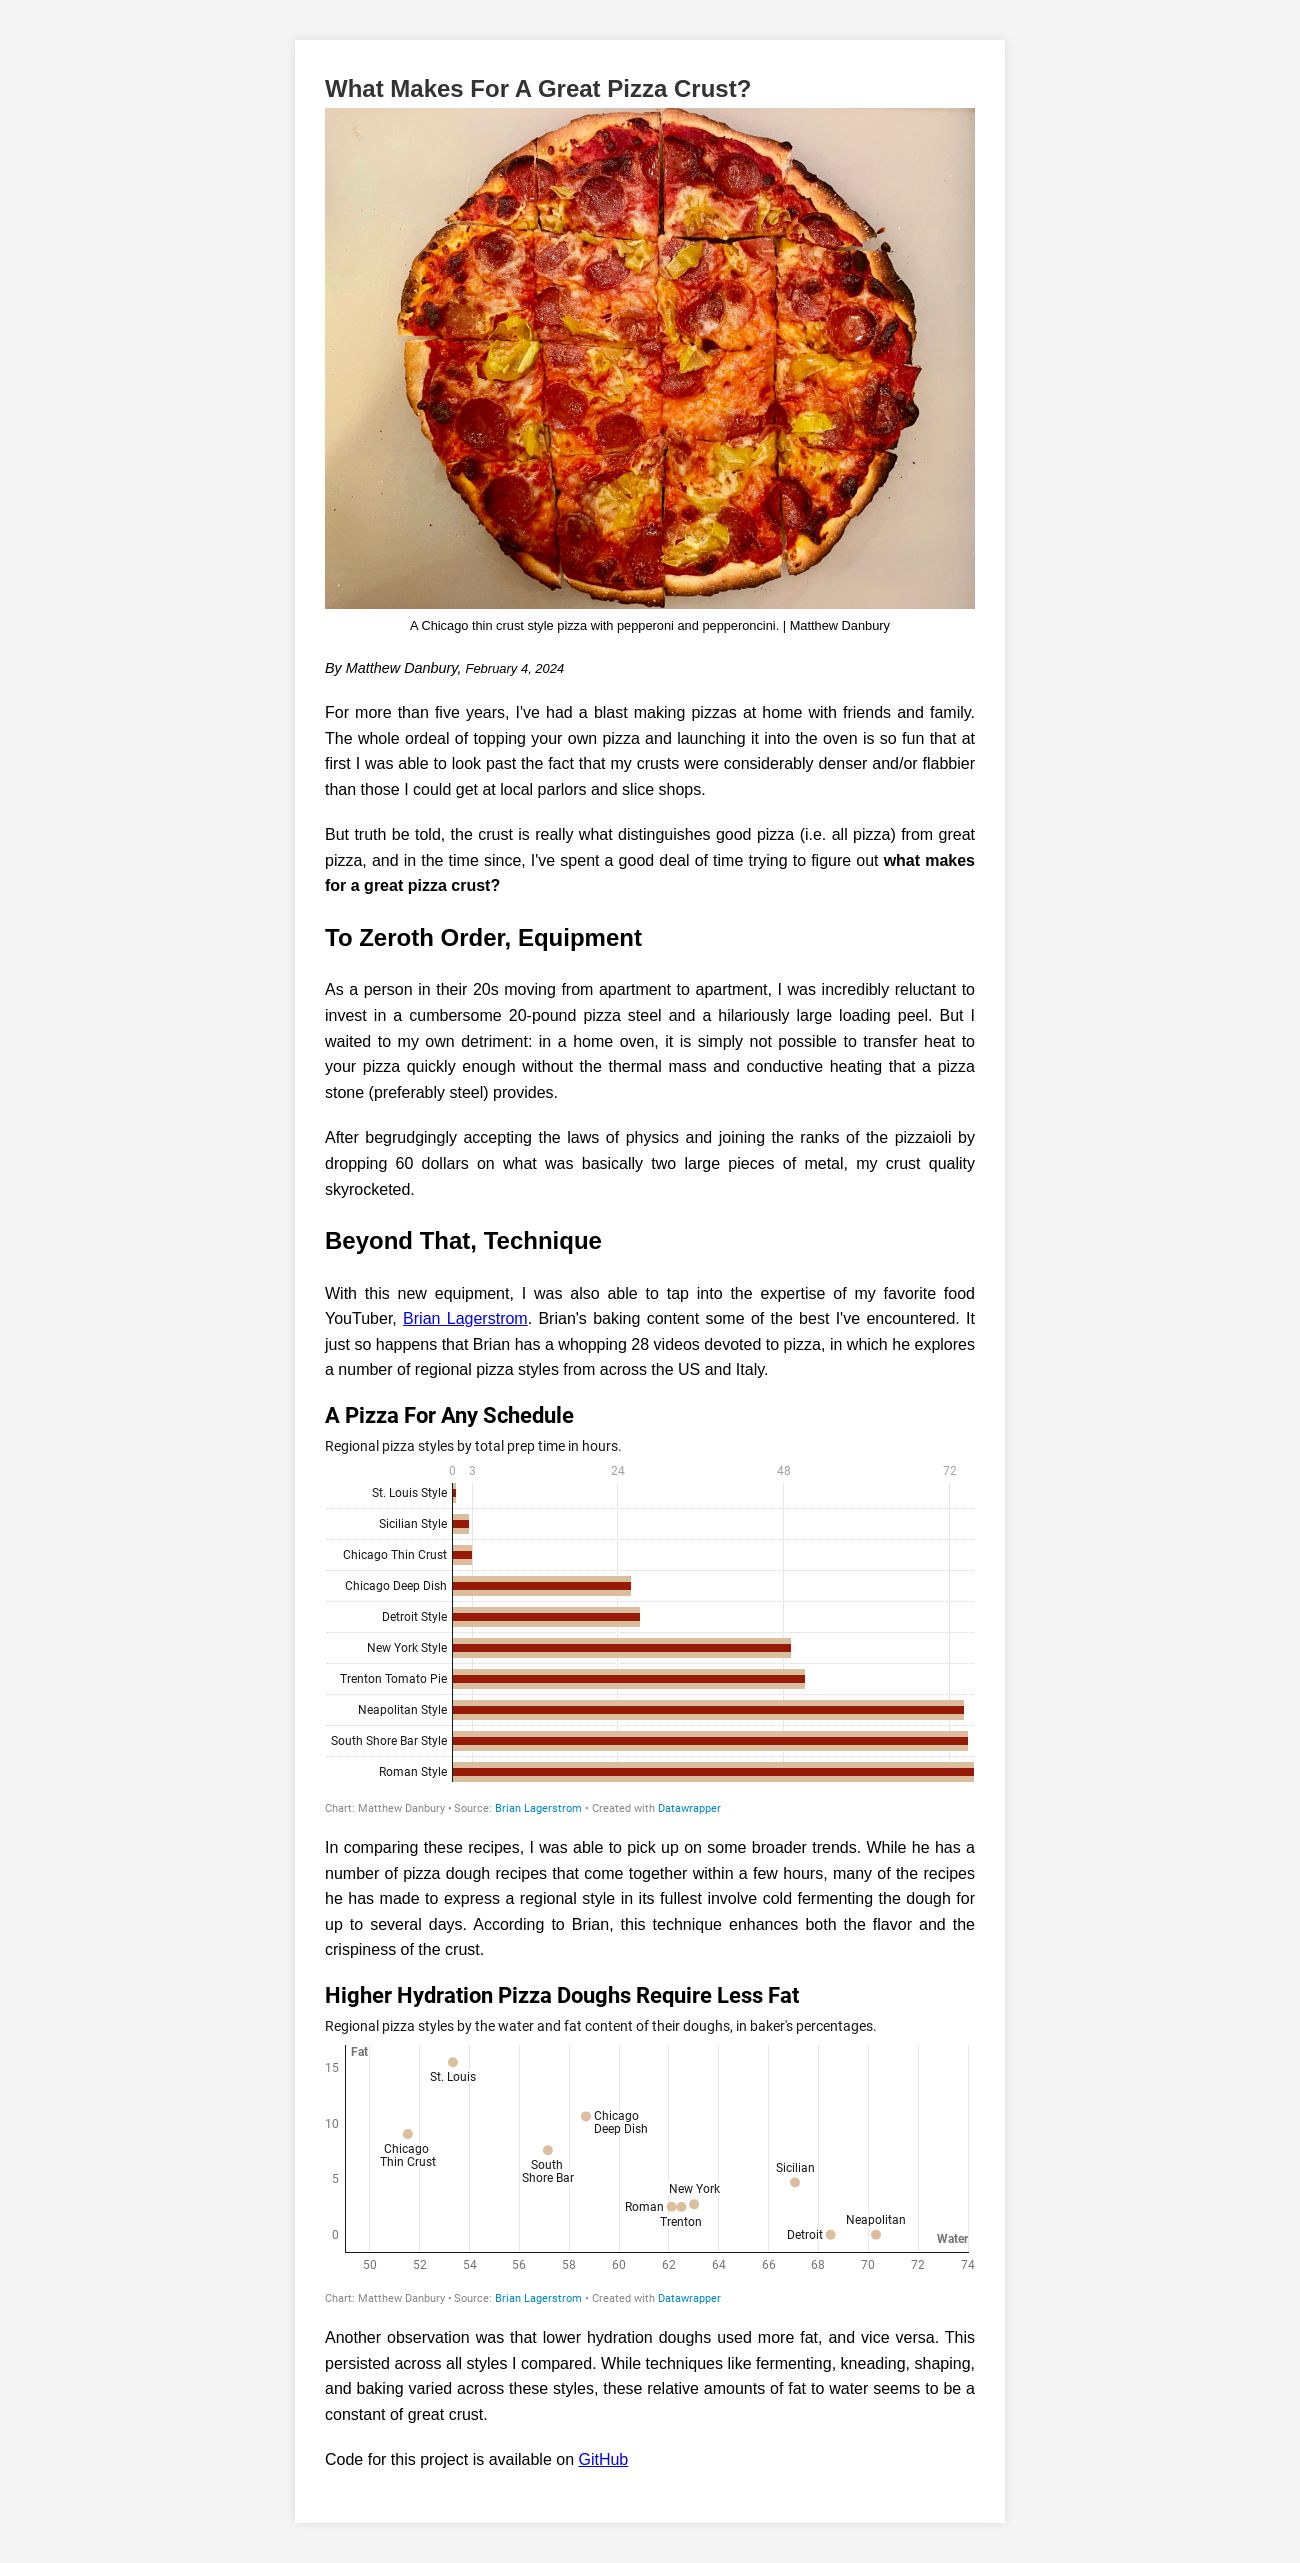 What Makes For A Great Pizza Crust?
A Chicago thin crust style pizza with pepperoni and pepperoncini. | Matthew Danbury
By Matthew Danbury, February 4, 2024
For more than five years, I've had a blast making pizzas at home with friends and family.
The whole ordeal of topping your own pizza and launching it into the oven is so fun that at
first I was able to look past the fact that my crusts were considerably denser and/or flabbier
than those I could get at local parlors and slice shops.
But truth be told, the crust is really what distinguishes good pizza (i.e. all pizza) from great
pizza, and in the time since, I've spent a good deal of time trying to figure out what makes
for a great pizza crust?
To Zeroth Order, Equipment
As a person in their 20s moving from apartment to apartment, I was incredibly reluctant to
invest in a cumbersome 20-pound pizza steel and a hilariously large loading peel. But I
waited to my own detriment: in a home oven, it is simply not possible to transfer heat to
your pizza quickly enough without the thermal mass and conductive heating that a pizza
stone (preferably steel) provides.
After begrudgingly accepting the laws of physics and joining the ranks of the pizzaioli by
dropping 60 dollars on what was basically two large pieces of metal, my crust quality
skyrocketed.
Beyond That, Technique
With this new equipment, I was also able to tap into the expertise of my favorite food
YouTuber, Brian Lagerstrom. Brian's baking content some of the best I've encountered. It
just so happens that Brian has a whopping 28 videos devoted to pizza, in which he explores
a number of regional pizza styles from across the US and Italy.
A Pizza For Any Schedule
Regional pizza styles by total prep time in hours.
0 3 24 48 72
St. Louis Style
Sicilian Style
Chicago Thin Crust
Chicago Deep Dish
Detroit Style
New York Style
Trenton Tomato Pie
Neapolitan Style
South Shore Bar Style
Roman Style
Chart: Matthew Danbury • Source: Brian Lagerstrom • Created with Datawrapper
In comparing these recipes, I was able to pick up on some broader trends. While he has a
number of pizza dough recipes that come together within a few hours, many of the recipes
he has made to express a regional style in its fullest involve cold fermenting the dough for
up to several days. According to Brian, this technique enhances both the flavor and the
crispiness of the crust.
Higher Hydration Pizza Doughs Require Less Fat
Regional pizza styles by the water and fat content of their doughs, in baker's percentages.
Fat
15
St. Louis
10
Chicago
Deep Dish
Chicago
Thin Crust
South
Shore Bar
5
Sicilian
New York
Roman
Trenton
Neapolitan
0
Detroit
Water
50 52 54 56 58 60 62 64 66 68 70 72 74
Chart: Matthew Danbury • Source: Brian Lagerstrom • Created with Datawrapper
Another observation was that lower hydration doughs used more fat, and vice versa. This
persisted across all styles I compared. While techniques like fermenting, kneading, shaping,
and baking varied across these styles, these relative amounts of fat to water seems to be a
constant of great crust.
Code for this project is available on GitHub